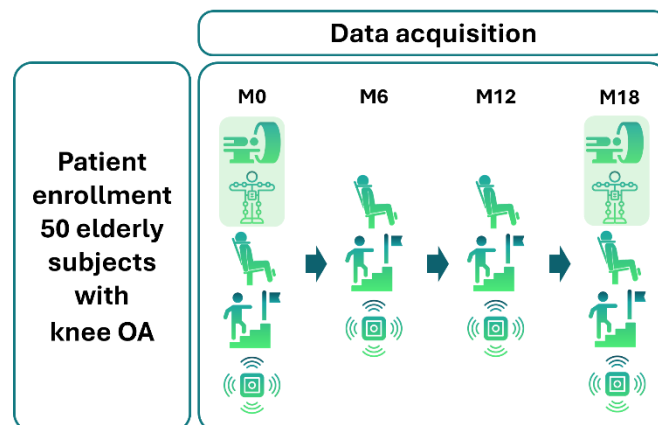 Data acquisition
Patient
enrollment
50 elderly
subjects
with
knee OA
M0
M6
M12
M18